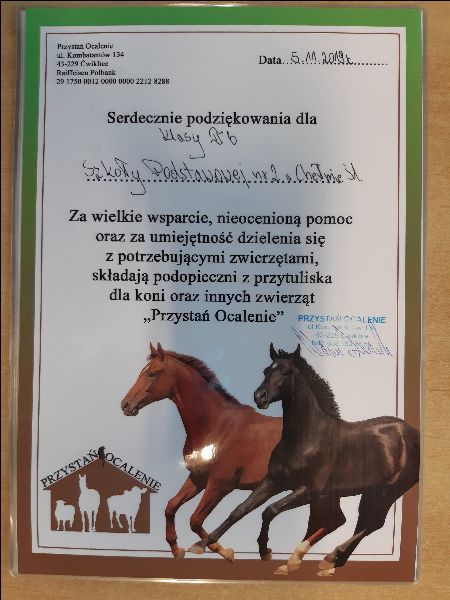 Przystań Ocalenie
ul. Kombatantów 134
43-229 Ćwiklice
Raiffeisen Polbank
29 1750 0012 0000 0000 2212 8288
Data 5.11.2019r.
Serdecznie podziękowania dla
klasy
Szkoły Podstawowej nr 2 w Chełmie Śl
Za wielkie wsparcie, nieocenioną pomoc
oraz za umiejętność dzielenia się
z potrzebującymi zwierzętami,
składają podopieczni z przytuliska
dla koni oraz innych zwierząt
„Przystań Ocalenie”
PRZYSTAŃ OCALENIE
43-229 Ćwiklice
PRZYSTAŃ OCALENIE